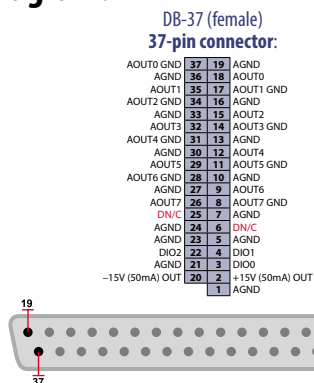 DB-37 (female)
37-pin connector:
AOUT0 GND 37 19 AGND
AGND 36 18 AOUT0
AOUT1 35 17 AOUT1 GND
AOUT2 GND 34 16 AGND
AGND 33 15 AOUT2
AOUT3 32 14 AOUT3 GND
AOUT4 GND 31 13 AGND
AGND 30 12 AOUT4
AOUT5 29 11 AOUT5 GND
AOUT6 GND 28 10 AGND
AGND 27 9 AOUT6
AOUT7 26 8 AOUT7 GND
DN/C 25 7 AGND
AGND 24 6 DN/C
AGND 23 5 AGND
DIO2 22 4 DIO1
AGND 21 3 DIO0
–15V (50mA) OUT 20 2 +15V (50mA) OUT
1 AGND
19
37